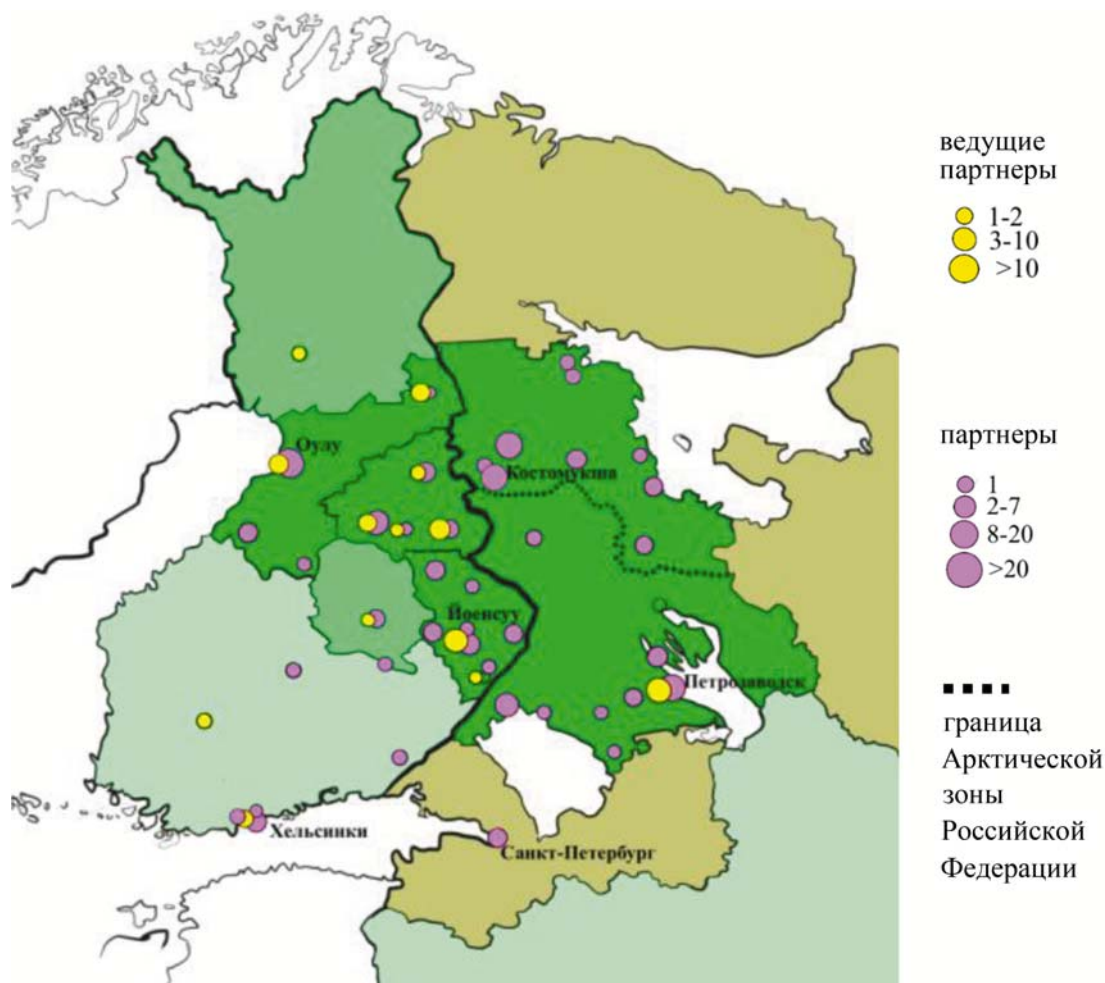 ведущие
партнеры
1-2
3-10
>10
Оулу
партнеры
Костомукша
1
2-7
8-20
>20
Йоенсуу
Петрозаводск
граница
Арктической
зоны
Российской
Федерации
Хельсинки
Санкт-Петербург